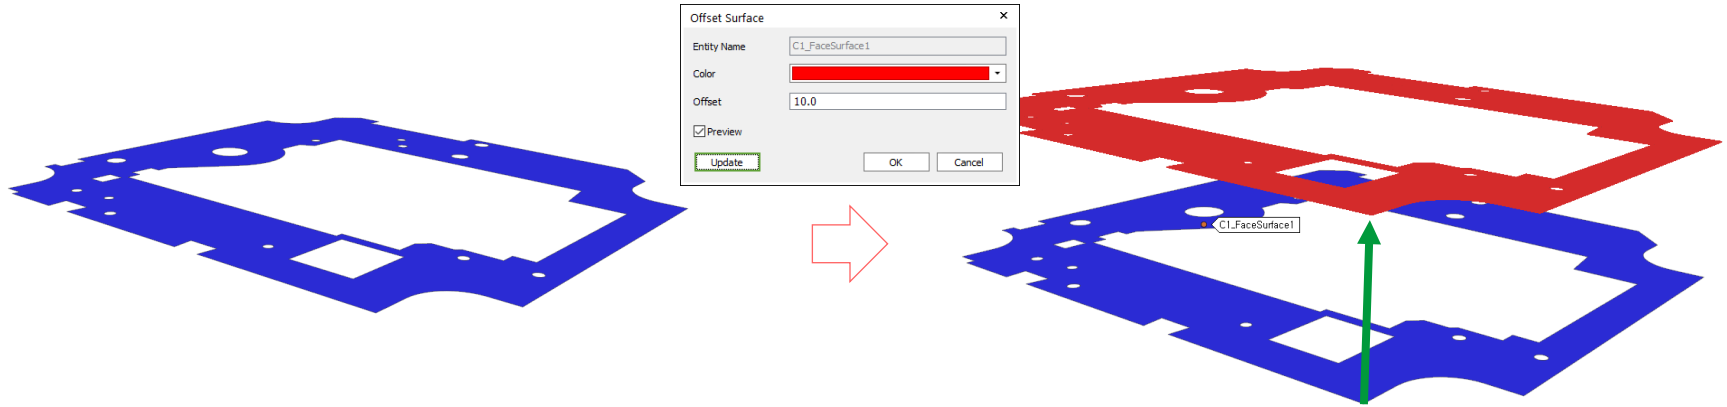 Offset Surface
Entity Name
C1_FaceSurface1
Color
Offset
10.0
Preview
Update
OK
Cancel
C1_FaceSurface1